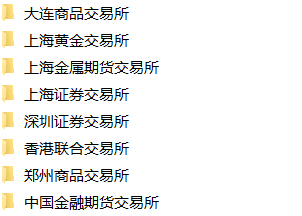 大连商品交易所
上海黄金交易所
上海金属期货交易所
上海证券交易所
深圳证券交易所
香港联合交易所
郑州商品交易所
中国金融期货交易所